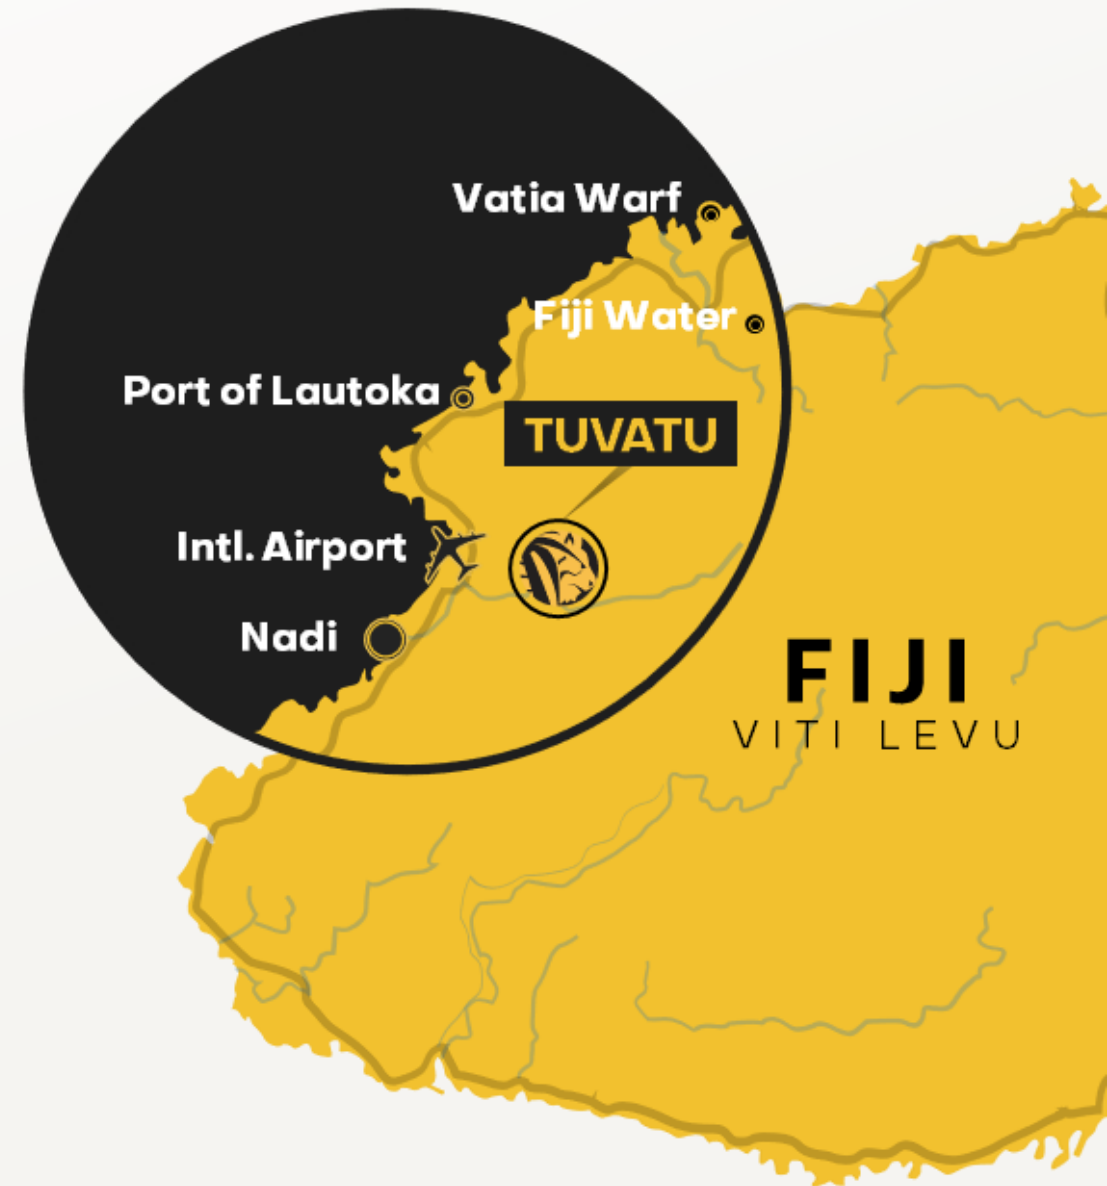 Vatia Warf
Fiji Water
Port of Lautoka
TUVATU
Intl. Airport
Nadi
FIJI
VITI LEVU